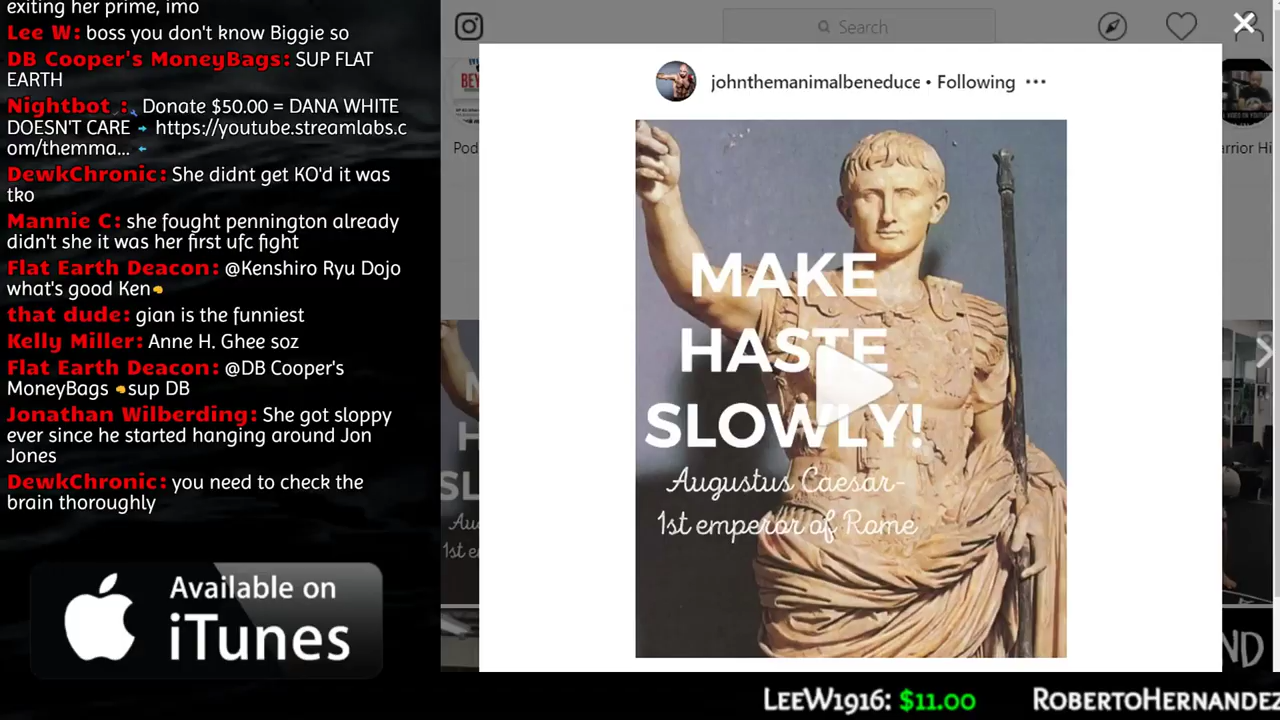 exiting her prime, imo
Lee W: boss you don't know Biggie so
DB Cooper's MoneyBags: SUP FLAT
EARTH
Nightbot : Donate $50.00 = DANA WHITE
DOESN'T CARE → https://youtube.streamlabs.c
om/themma... ←
DewkChronic: She didnt get KO'd it was
tko
Mannie C: she fought pennington already
didn't she it was her first ufc fight
Flat Earth Deacon: @Kenshiro Ryu Dojo
what's good Ken
that dude: gian is the funniest
Kelly Miller: Anne H. Ghee soz
Flat Earth Deacon: @DB Cooper's
MoneyBags sup DB
Jonathan Wilberding: She got sloppy
ever since he started hanging around Jon
Jones
DewkChronic: you need to check the
brain thoroughly
Available on
iTunes
Search
Pod
rrior Hi
johnthemanimalbeneduce • Following •••
MAKE
HASTE
SLOWLY!
Augustus Caesar-
1st emperor of Rome
1st e
ND
LeeW1916: $11.00 RobertoHernandez